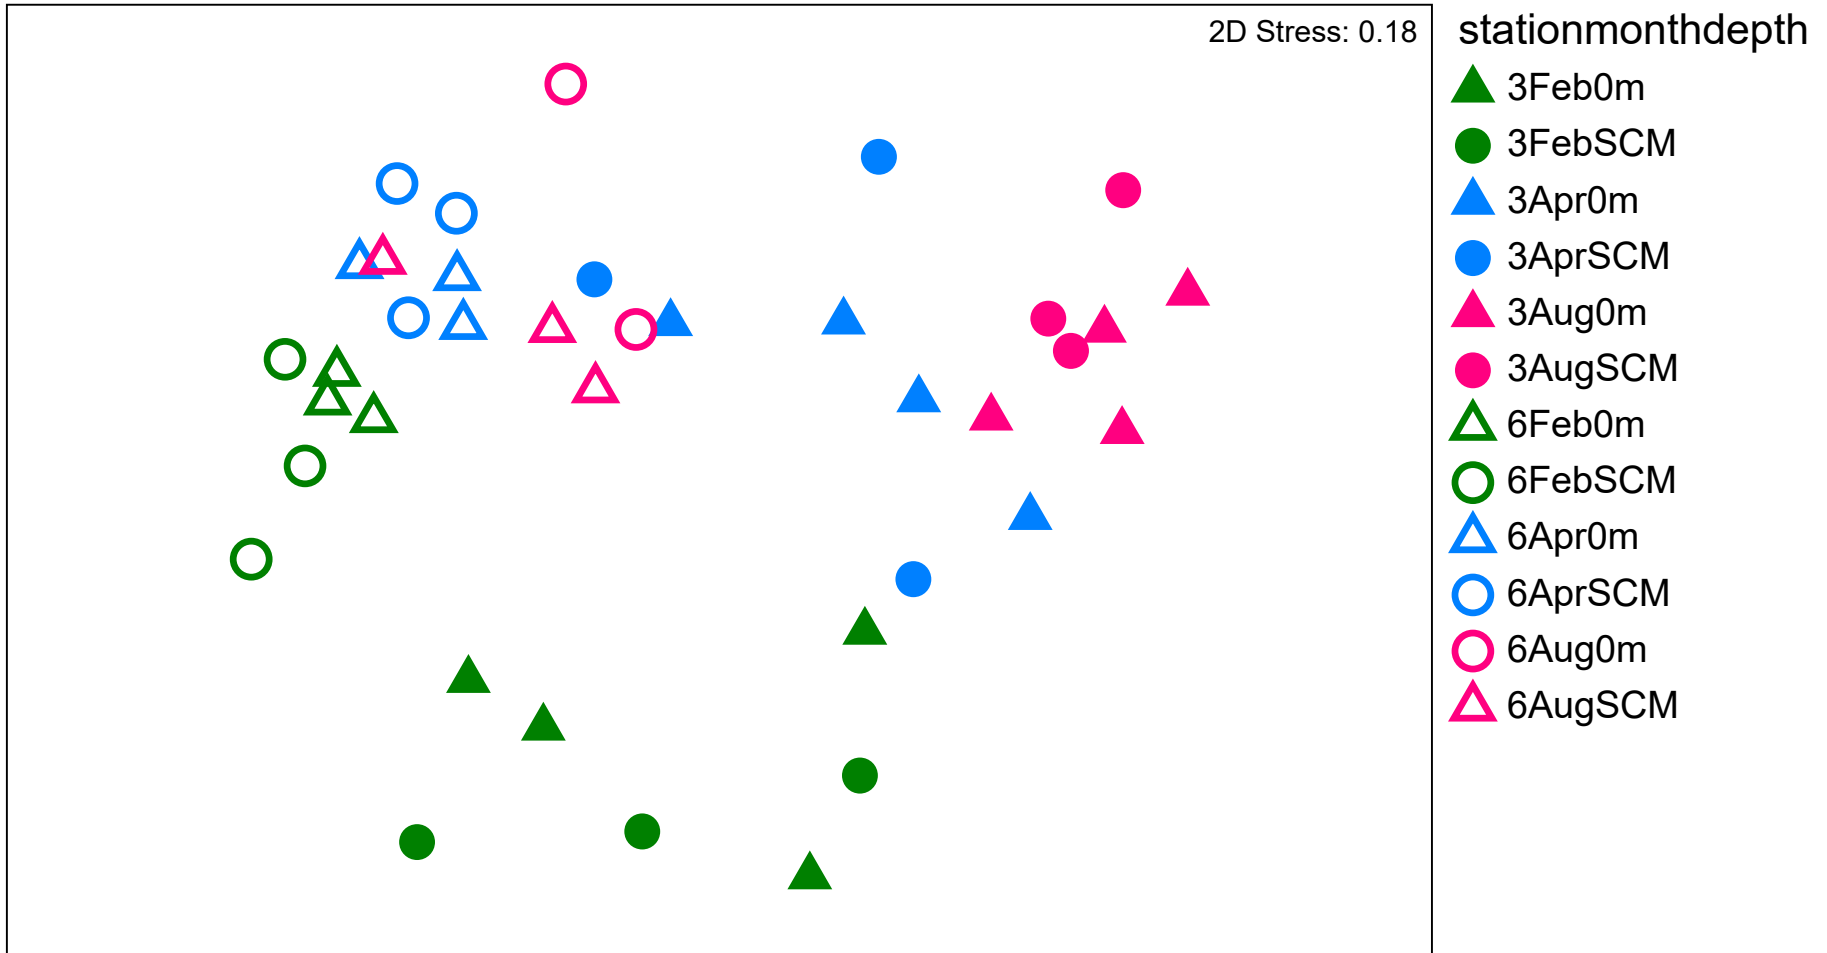 2D Stress: 0.18
stationmonthdepth
3Feb0m
3FebSCM
3Apr0m
3AprSCM
3Aug0m
3AugSCM
6Feb0m
6FebSCM
6Apr0m
6AprSCM
6Aug0m
6AugSCM